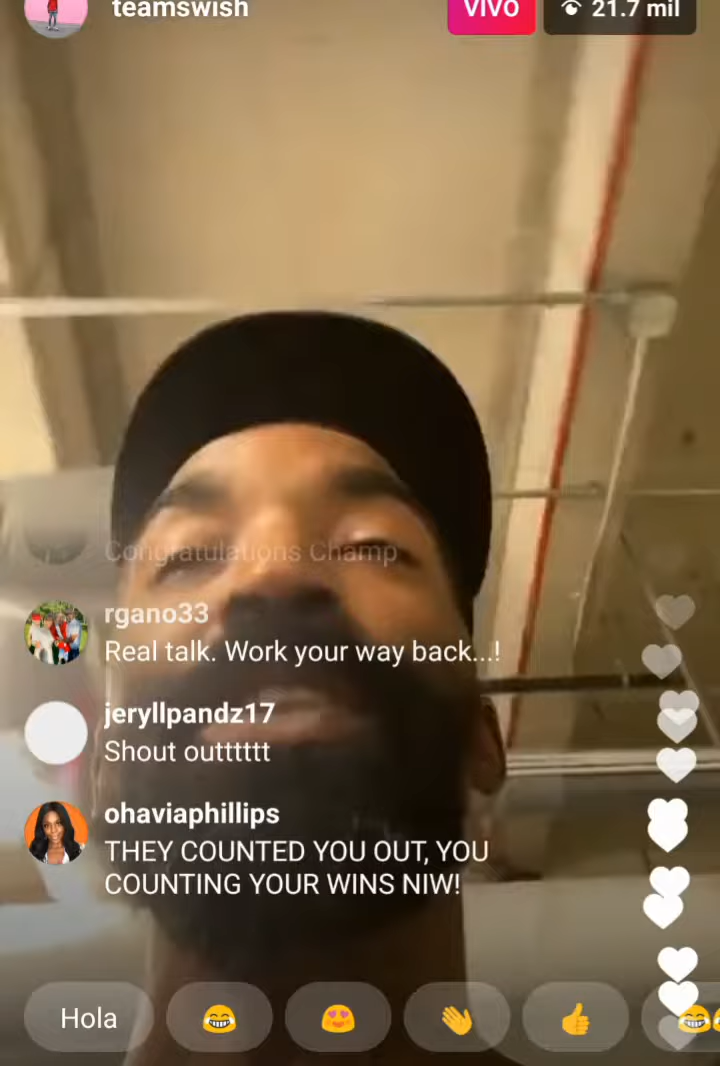 teamswish
VIVO
21.7 mil
Congratulations Champ
rgano33
Real talk. Work your way back...!
jeryllpandz17
Shout outttttt
ohaviaphillips
THEY COUNTED YOU OUT, YOU
COUNTING YOUR WINS NIW!
Hola